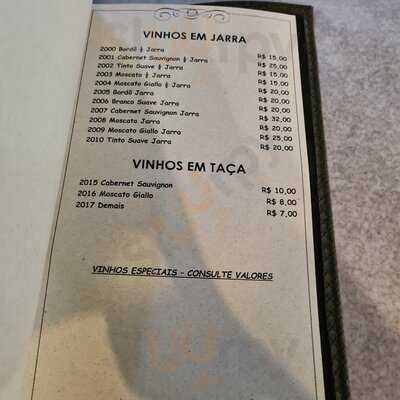 VINHOS EM JARRA
2000 Bordô ½ Jarra R$ 15,00
2001 Cabernet Sauvignon ½ Jarra R$ 25,00
2002 Tinto Suave ½ Jarra R$ 15,00
2003 Moscato ½ Jarra R$ 15,00
2004 Moscato Giallo ½ Jarra R$ 20,00
2005 Bordô Jarra R$ 20,00
2006 Branco Suave Jarra R$ 20,00
2007 Cabernet Sauvignon Jarra R$ 32,00
2008 Moscato Jarra R$ 20,00
2009 Moscato Giallo Jarra R$ 25,00
2010 Tinto Suave Jarra R$ 20,00
VINHOS EM TAÇA
2015 Cabernet Sauvignon R$ 10,00
2016 Moscato Giallo R$ 8,00
2017 Demais R$ 7,00
VINHOS ESPECIAIS - CONSULTE VALORES